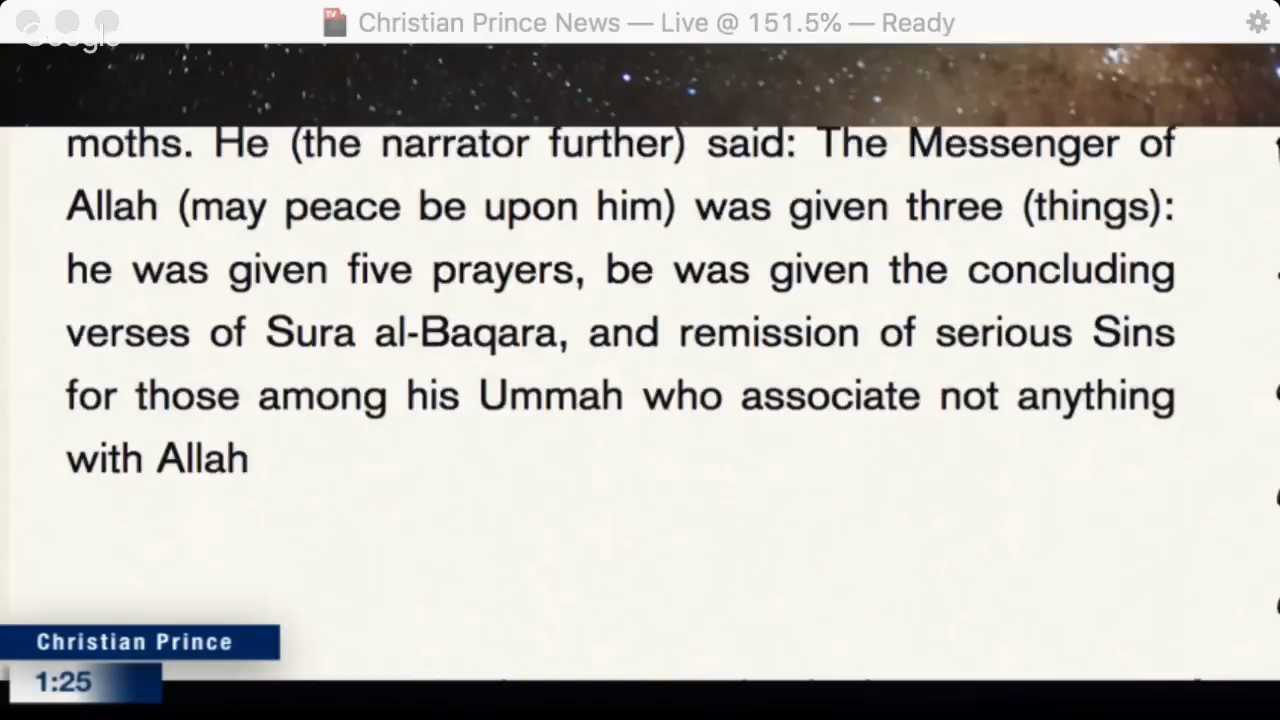 Christian Prince News — Live @ 151.5% — Ready
Google
moths. He (the narrator further) said: The Messenger of
Allah (may peace be upon him) was given three (things):
he was given five prayers, be was given the concluding
verses of Sura al-Baqara, and remission of serious Sins
for those among his Ummah who associate not anything
with Allah
Christian Prince
1:25